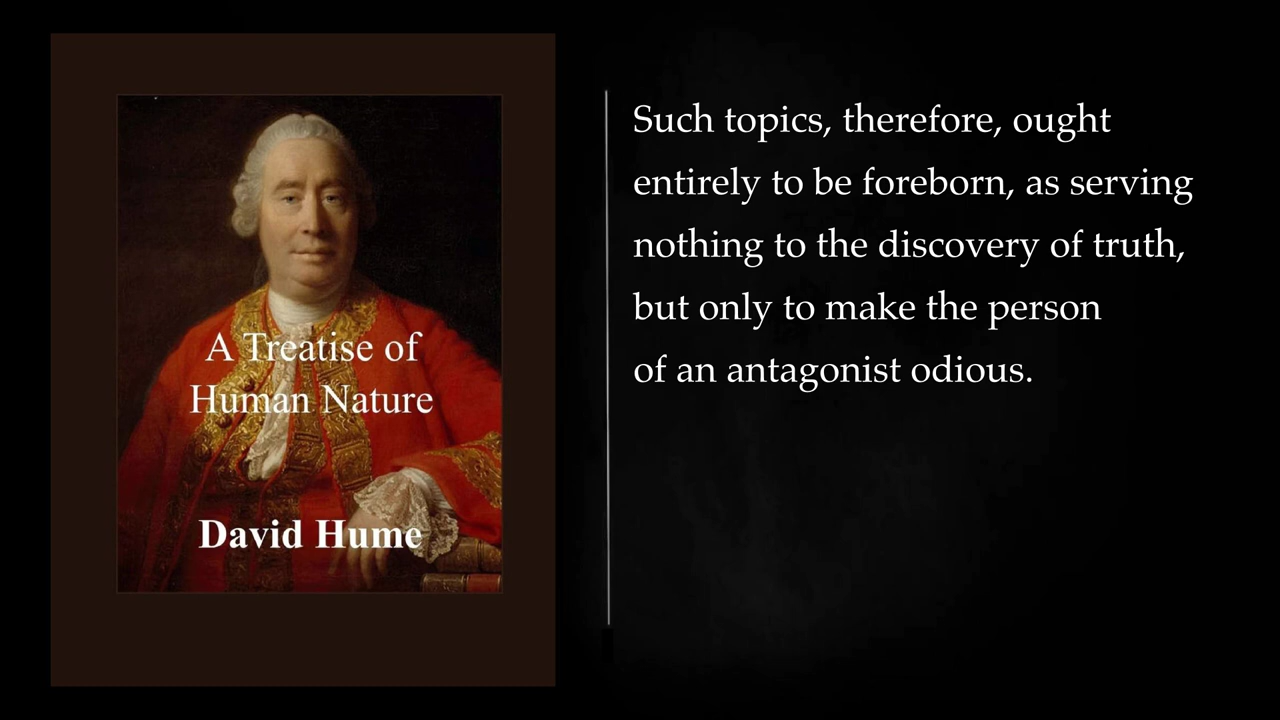 A Treatise of
Human Nature
David Hume
Such topics, therefore, ought
entirely to be foreborn, as serving
nothing to the discovery of truth,
but only to make the person
of an antagonist odious.